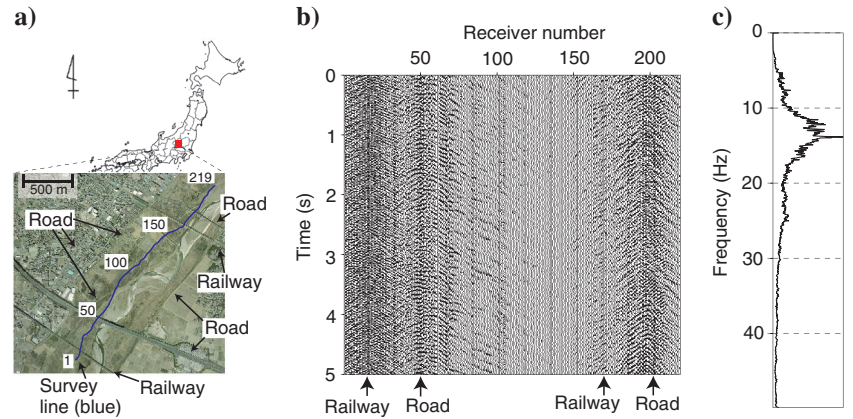 a)
500 m
219
Road
Road
150
100
Railway
50
Road
1
Survey
line (blue)
Railway
b)
Receiver number
50
100
150
200
0
1
2
3
4
5
Time (s)
Railway
Road
Railway
Road
c)
0
10
20
30
40
Frequency (Hz)